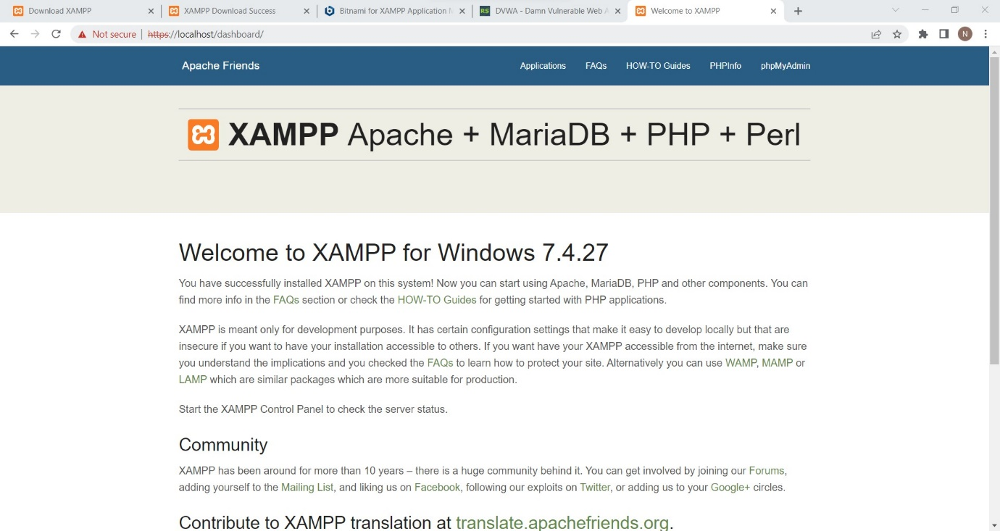 Download XAMPP
XAMPP Download Success
Bitnami for XAMPP Application
RS
DVWA - Damn Vulnerable Web
Welcome to XAMPP
Not secure
https://localhost/dashboard/
N
Apache Friends
Applications
FAQs
HOW-TO Guides
PHPInfo
phpMyAdmin
XAMPP Apache + MariaDB + PHP + Perl
Welcome to XAMPP for Windows 7.4.27
You have successfully installed XAMPP on this system! Now you can start using Apache, MariaDB, PHP and other components. You can
find more info in the FAQs section or check the HOW-TO Guides for getting started with PHP applications.
XAMPP is meant only for development purposes. It has certain configuration settings that make it easy to develop locally but that are
insecure if you want to have your installation accessible to others. If you want have your XAMPP accessible from the internet, make sure
you understand the implications and you checked the FAQs to learn how to protect your site. Alternatively you can use WAMP, MAMP or
LAMP which are similar packages which are more suitable for production.
Start the XAMPP Control Panel to check the server status.
Community
XAMPP has been around for more than 10 years – there is a huge community behind it. You can get involved by joining our Forums,
adding yourself to the Mailing List, and liking us on Facebook, following our exploits on Twitter, or adding us to your Google+ circles.
Contribute to XAMPP translation at translate.apachefriends.org.